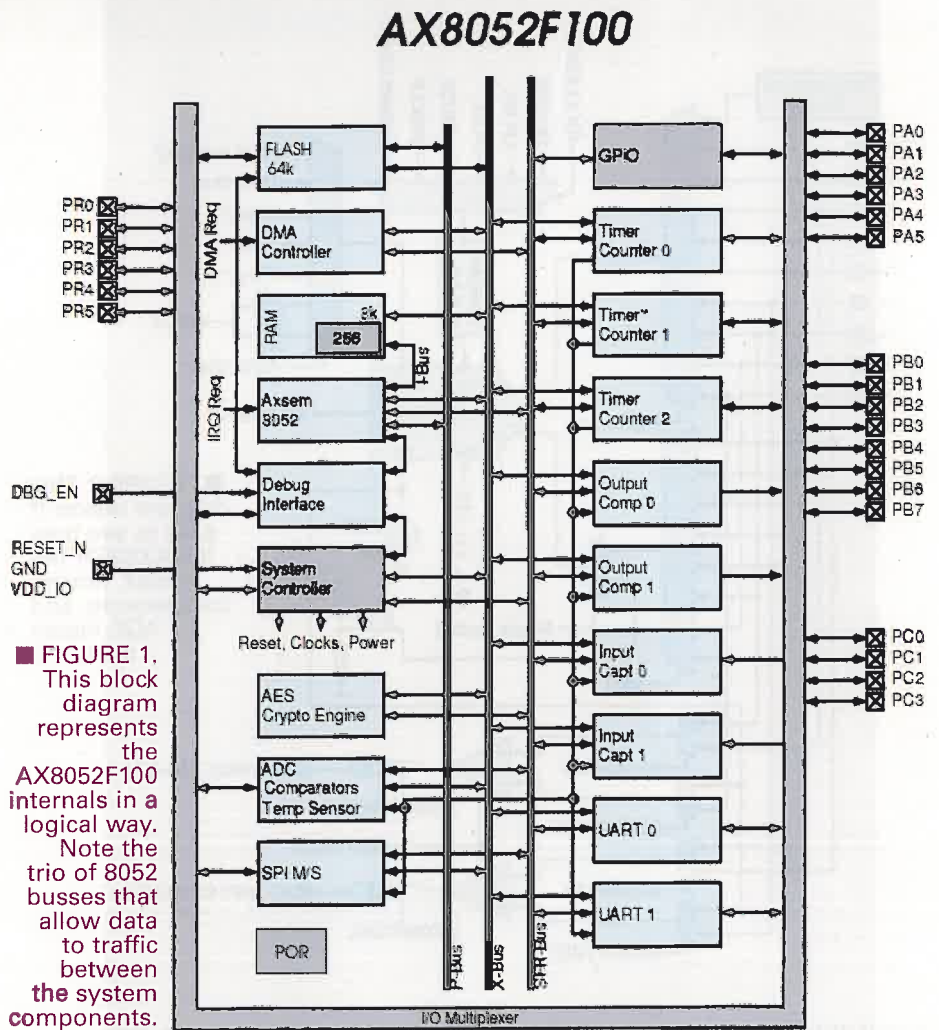 AX8052F100
FLASH
64k
DMA
Controller
RAM
8k
256
Axsem
8052
Debug
Interface
System
Controller
Reset, Clocks, Power
AES
Crypto Engine
ADC
Comparators
Temp Sensor
SPI M/S
POR
DMA Req
IRQ Req
I-Bus
P-Bus
X-Bus
SFR-Bus
GPIO
Timer
Counter 0
Timer
Counter 1
Timer
Counter 2
Output
Comp 0
Output
Comp 1
Input
Capt 0
Input
Capt 1
UART 0
UART 1
I/O Multiplexer
PR0
PR1
PR2
PR3
PR4
PR5
DBG_EN
RESET_N
GND
VDD_IO
PA0
PA1
PA2
PA3
PA4
PA5
PB0
PB1
PB2
PB3
PB4
PB5
PB6
PB7
PC0
PC1
PC2
PC3
■ FIGURE 1.
This block
diagram
represents
the
AX8052F100
internals in a
logical way.
Note the
trio of 8052
busses that
allow data
to traffic
between
the system
components.